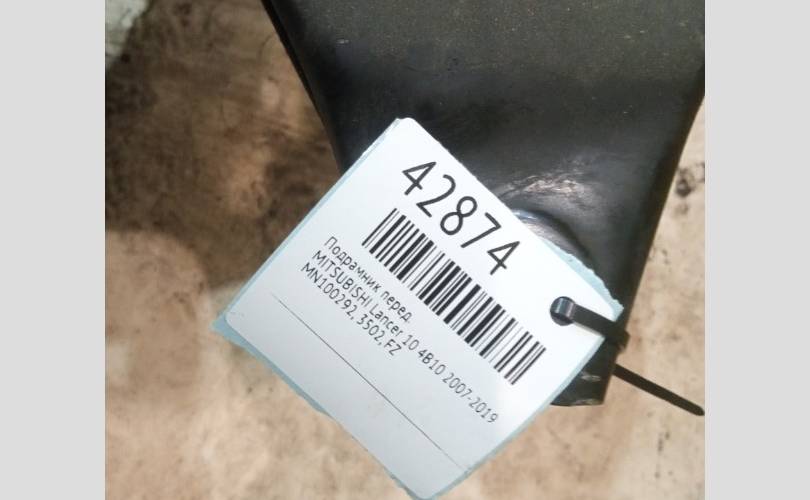 42874
Подрамник перед.
MITSUBISHI Lancer 10 4B10 2007-2019
MN100292, 3502, FZ